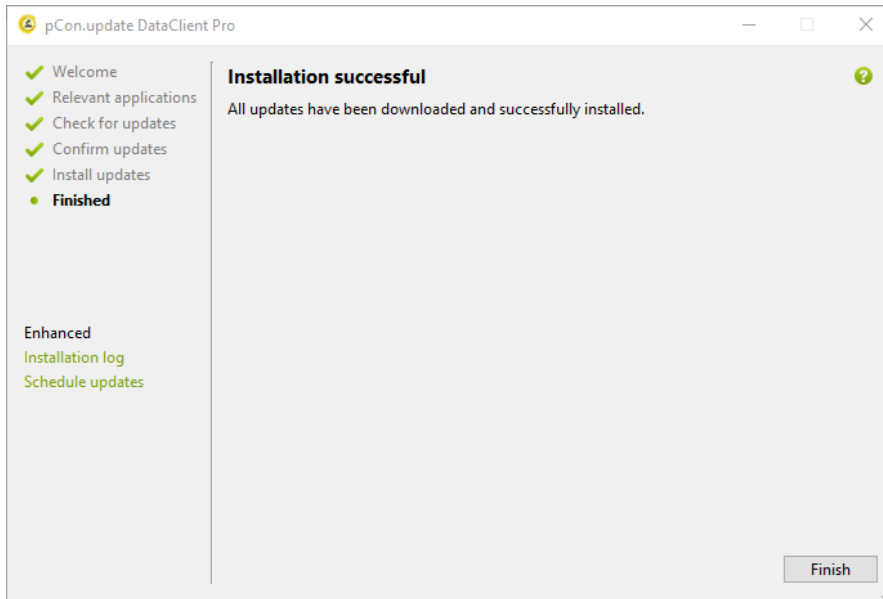 pCon.update DataClient Pro
Welcome
Relevant applications
Check for updates
Confirm updates
Install updates
Finished
Enhanced
Installation log
Schedule updates
Installation successful
All updates have been downloaded and successfully installed.
?
Finish